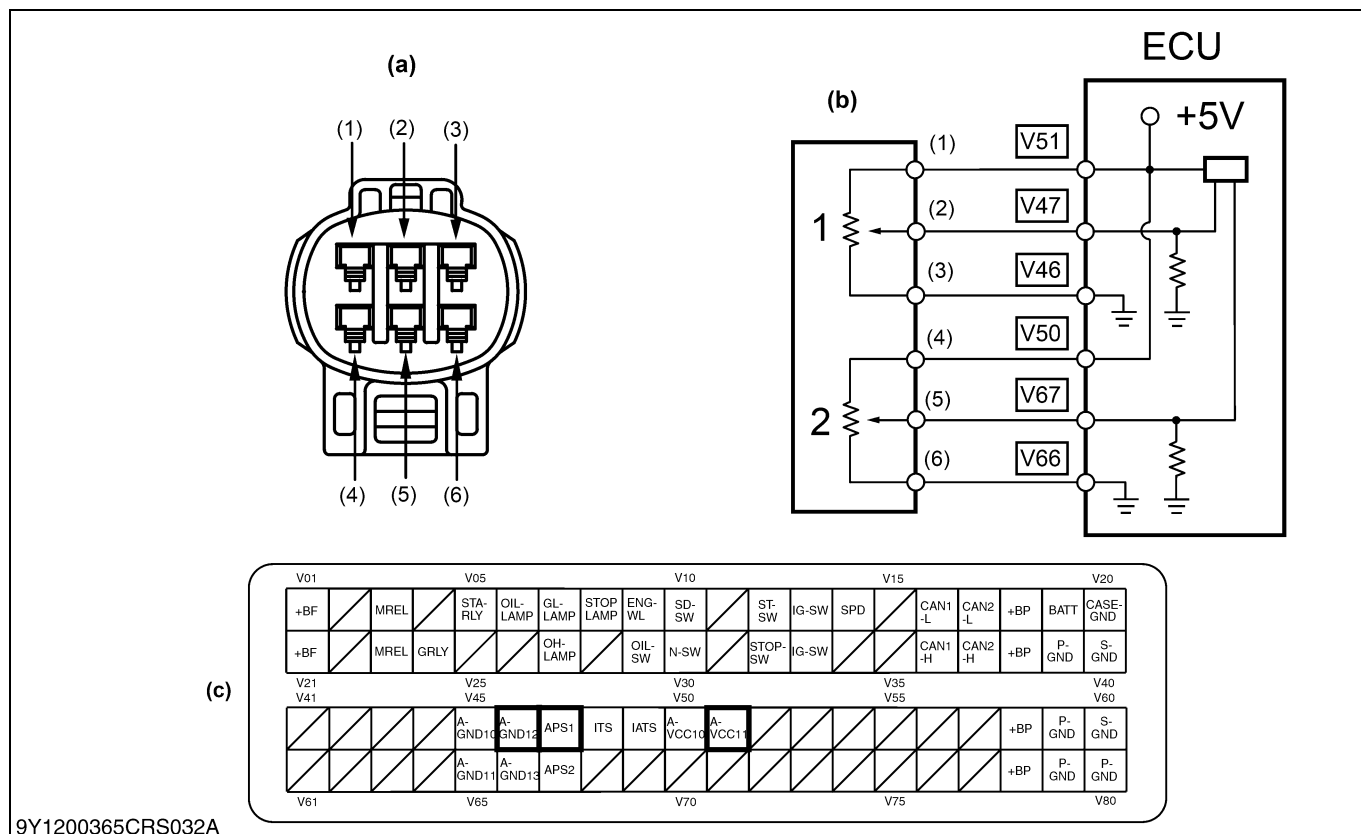 ECU
(a)
(b)
+5V
(1) (2) (3)
(1) V51
(2) V47
1
(3) V46
(4) V50
(5) V67
2
(6) V66
(4) (5) (6)
(c)
V01 V05 V10 V15 V20
+BF MREL STA-RLY OIL-LAMP GL-LAMP STOP LAMP ENG-WL SD-SW ST-SW IG-SW SPD CAN1-L CAN2-L +BP BATT CASE-GND
+BF MREL GRLY OH-LAMP OIL-SW N-SW STOP-SW IG-SW CAN1-H CAN2-H +BP P-GND S-GND
V21 V25 V30 V35 V40
V41 V45 V50 V55 V60
A-GND10 A-GND12 APS1 ITS IATS A-VCC10 A-VCC11 +BP P-GND S-GND
A-GND11 A-GND13 APS2 +BP P-GND P-GND
V61 V65 V70 V75 V80
9Y1200365CRS032A